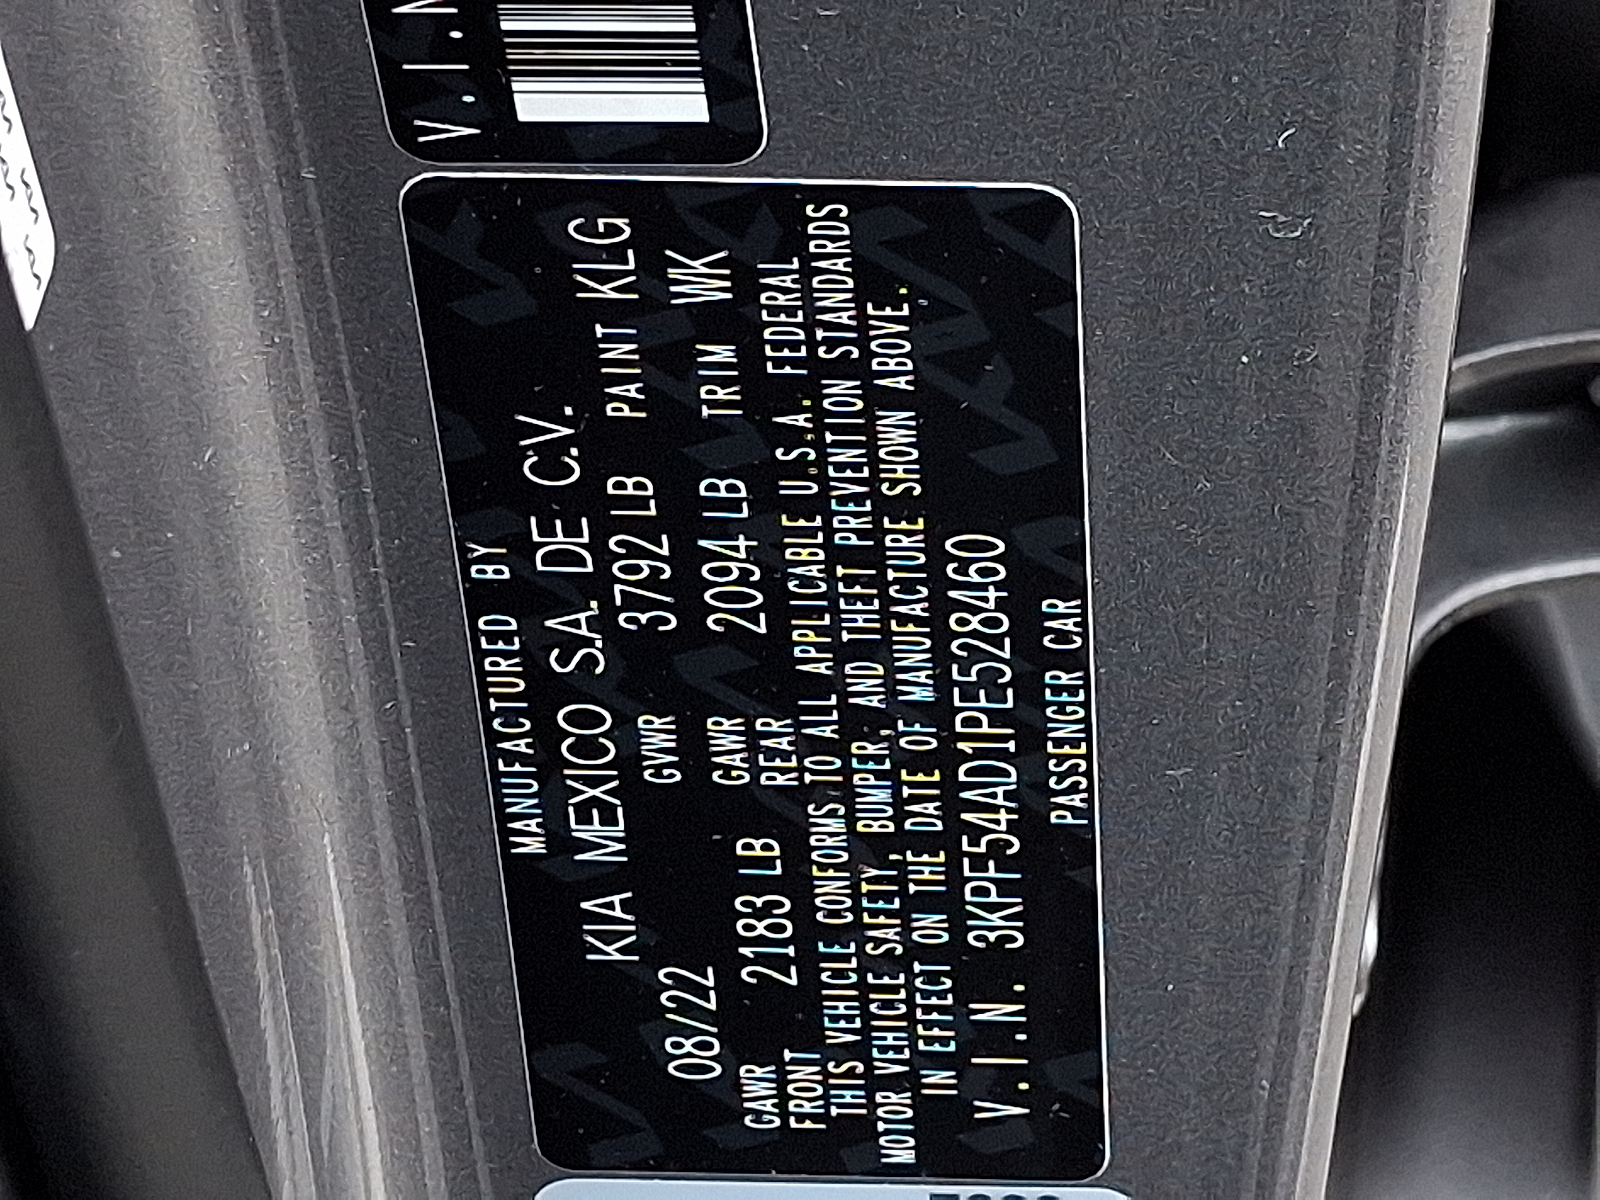 V.I.N
MANUFACTURED BY
KIA MEXICO S.A. DE C.V.
08/22 GVWR 3792 LB PAINT KLG
GAWR FRONT 2183 LB GAWR REAR 2094 LB TRIM WK
THIS VEHICLE CONFORMS TO ALL APPLICABLE U.S.A. FEDERAL
MOTOR VEHICLE SAFETY, BUMPER, AND THEFT PREVENTION STANDARDS
IN EFFECT ON THE DATE OF MANUFACTURE SHOWN ABOVE.
V.I.N. 3KPF54AD1PE528460
PASSENGER CAR